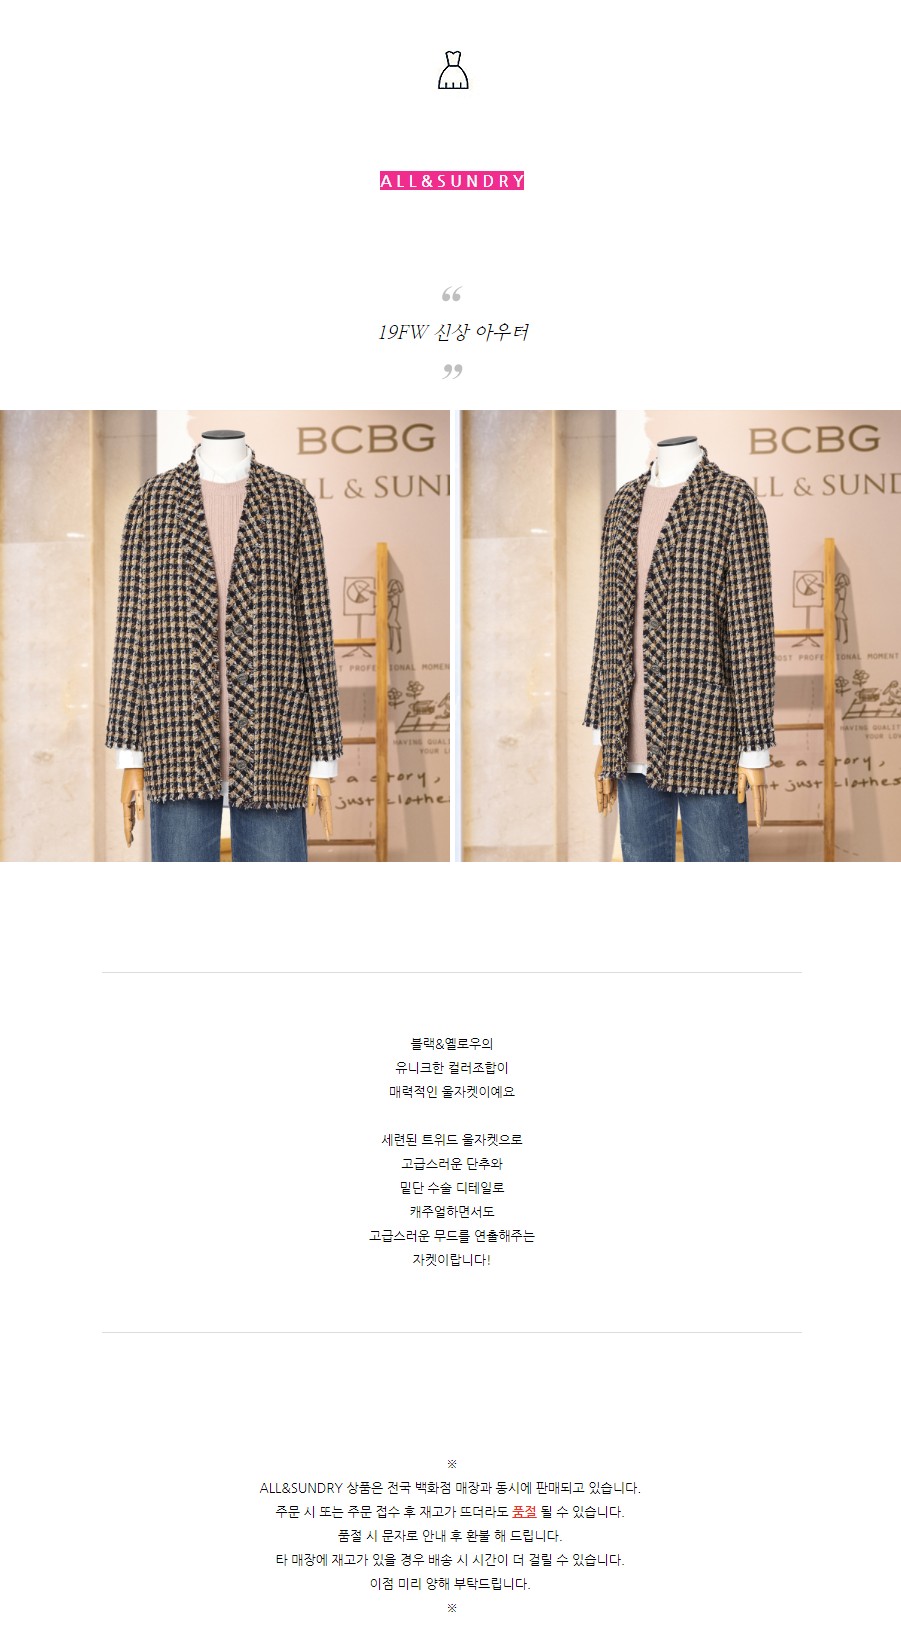 ALL&SUNDRY
“
19FW 신상 아우터
”
BCBG
LL & SUN
MOST PROFESSIONAL MOMENT
be a story,
just clothes
BCBG
LL & SUND
MOST PROFESSIONAL MOMENT
HAVING QUALIT
YOUR LOV
Be a story,
t just clothes
블랙&옐로우의
유니크한 컬러조합이
매력적인 울자켓이예요
세련된 트위드 울자켓으로
고급스러운 단추와
밑단 수술 디테일로
캐주얼하면서도
고급스러운 무드를 연출해주는
자켓이랍니다!
※
ALL&SUNDRY 상품은 전국 백화점 매장과 동시에 판매되고 있습니다.
주문 시 또는 주문 접수 후 재고가 뜨더라도 품절 될 수 있습니다.
품절 시 문자로 안내 후 환불 해 드립니다.
타 매장에 재고가 있을 경우 배송 시 시간이 더 걸릴 수 있습니다.
이점 미리 양해 부탁드립니다.
※